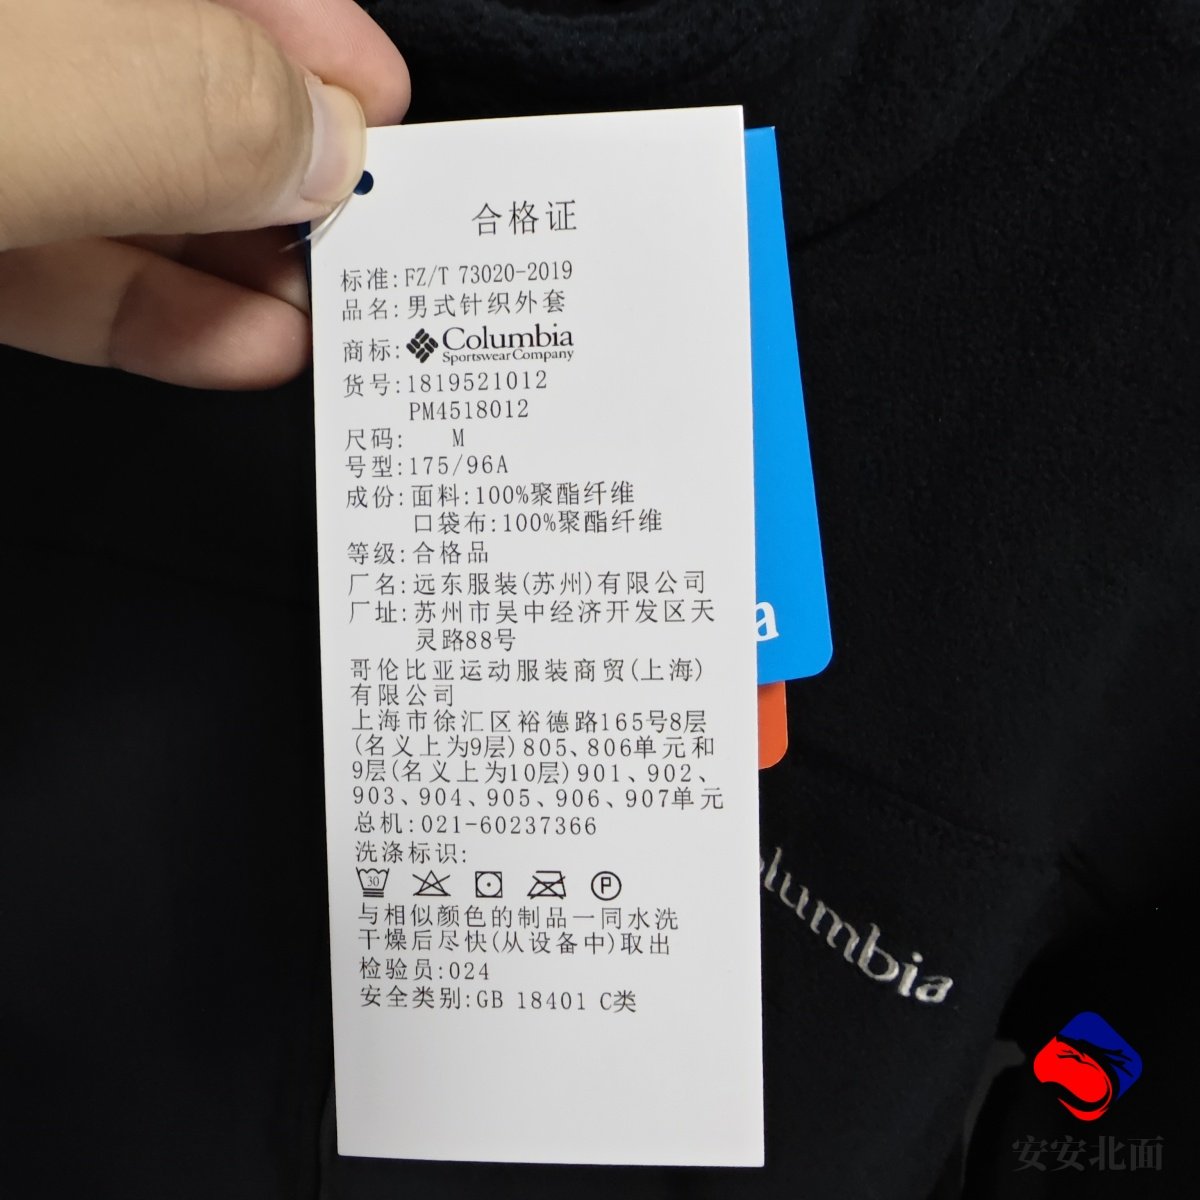 合格证
标准:FZ/T 73020-2019
品名:男式针织外套
商标: Columbia
Sportswear Company
货号:1819521012
PM4518012
尺码: M
号型:175/96A
成份:面料:100%聚酯纤维
口袋布:100%聚酯纤维
等级:合格品
厂名:远东服装(苏州)有限公司
厂址:苏州市吴中经济开发区天
灵路88号
哥伦比亚运动服装商贸(上海)
有限公司
上海市徐汇区裕德路165号8层
(名义上为9层)805、806单元和
9层(名义上为10层)901、902、
903、904、905、906、907单元
总机:021-60237366
洗涤标识:
30 P
与相似颜色的制品一同水洗
干燥后尽快(从设备中)取出
检验员:024
安全类别:GB 18401 C类
a
olumbia
安安北面